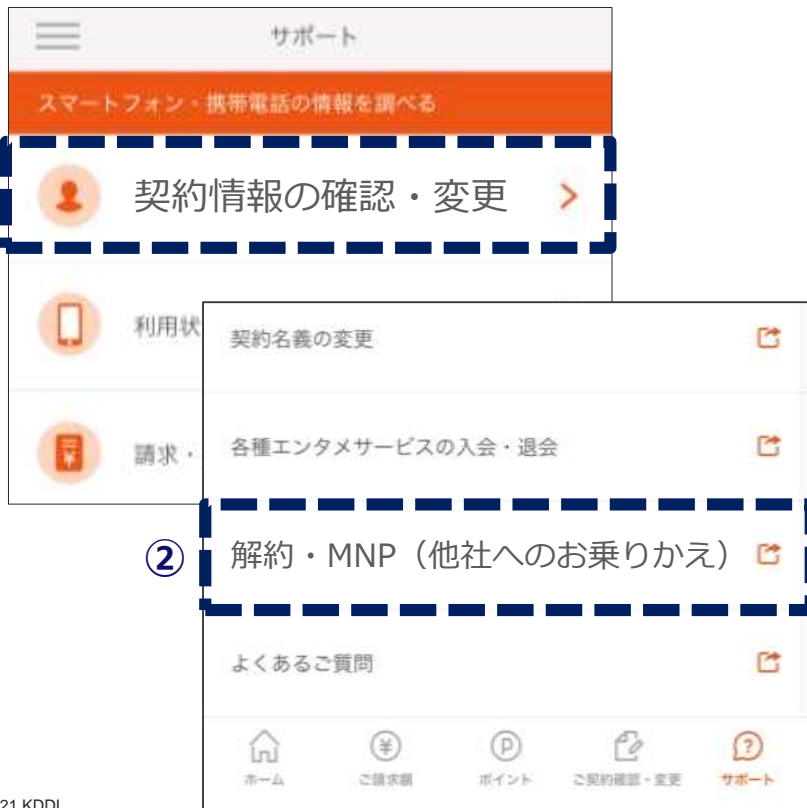 サポート
スマートフォン・携帯電話の情報を調べる
契約情報の確認・変更
利用状
請求・
契約名義の変更
各種エンタメサービスの入会・退会
②
解約・MNP（他社へのお乗りかえ）
よくあるご質問
ホーム
ご請求額
ポイント
ご契約確認・変更
サポート
21 KDDI